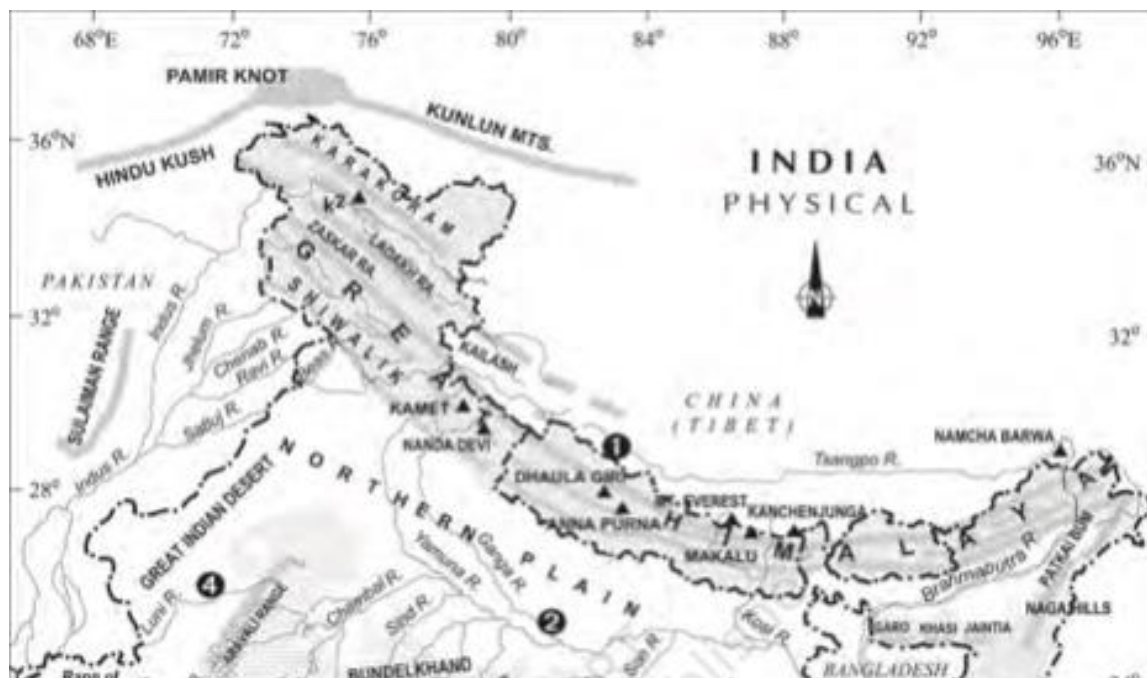 68°E 72° 76° 80° 84° 88° 92° 96°E
PAMIR KNOT
KUNLUN MTS.
HINDU KUSH
36°N
36°N
INDIA
PHYSICAL
N
KARAKORAM
K2
LADAKH RA.
ZASKAR RA.
GREAT
SHIWALIK
PAKISTAN
SULAIMAN RANGE
Indus R.
Jhelum R.
Chenab R.
Ravi R.
Beas
Satluj R.
Indus R.
32°
32°
KAILASH
KAMET
NANDA DEVI
CHINA
(TIBET)
1
NAMCHA BARWA
Tsangpo R.
28°
DHAULA GIRI
ANNA PURNA
MT. EVEREST
KANCHENJUNGA
MAKALU
HIMALAYA
NORTHERN PLAIN
GREAT INDIAN DESERT
4
Luni R.
ARAVALI RANGE
Chambal R.
Sind R.
Yamuna R.
Ganga R.
2
Son R.
Kosi R.
Brahmaputra R.
PATKAI BUM
NAGA HILLS
GARO KHASI JAINTIA
BANGLADESH
BUNDELKHAND